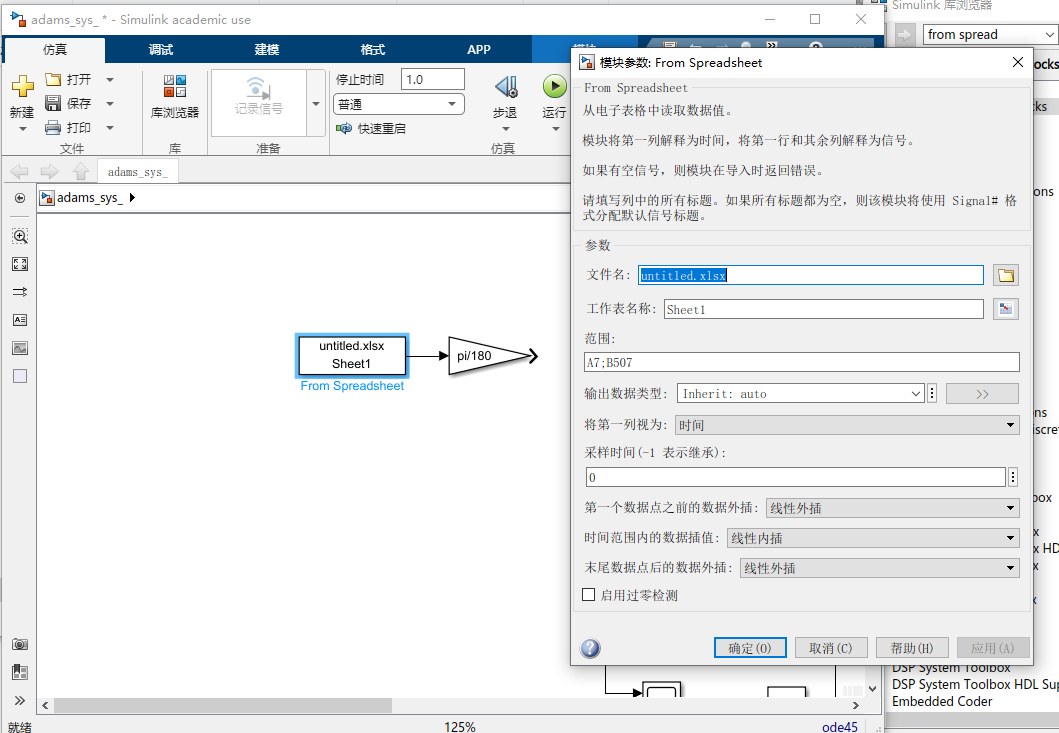 adams_sys_ * - Simulink academic use
仿真 调试 建模 格式 APP
新建
打开
保存
打印
文件
库浏览器
库
记录信号
准备
停止时间 1.0
普通
快速重启
步退
运行
仿真
adams_sys_
adams_sys_
untitled.xlsx
Sheet1
From Spreadsheet
pi/180
就绪
125%
ode45
模块参数: From Spreadsheet
From Spreadsheet
从电子表格中读取数据值。
模块将第一列解释为时间，将第一行和其余列解释为信号。
如果有空信号，则模块在导入时返回错误。
请填写列中的所有标题。如果所有标题都为空，则该模块将使用 Signal# 格
式分配默认信号标题。
参数
文件名: untitled.xlsx
工作表名称: Sheet1
范围:
A7;B507
输出数据类型: Inherit: auto >>
将第一列视为: 时间
采样时间(-1 表示继承):
0
第一个数据点之前的数据外插: 线性外插
时间范围内的数据插值: 线性内插
末尾数据点后的数据外插: 线性外插
启用过零检测
确定(O) 取消(C) 帮助(H) 应用(A)
Simulink 库浏览器
from spread
DSP System Toolbox
DSP System Toolbox HDL Sup
Embedded Coder